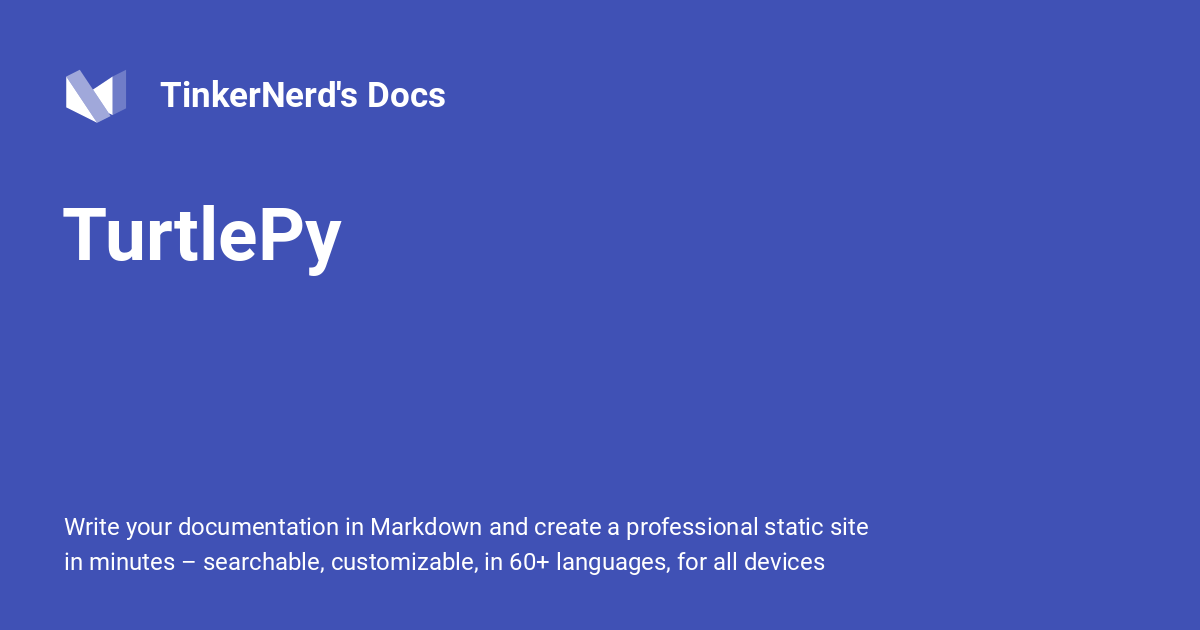 TinkerNerd's Docs
TurtlePy
Write your documentation in Markdown and create a professional static site
in minutes – searchable, customizable, in 60+ languages, for all devices